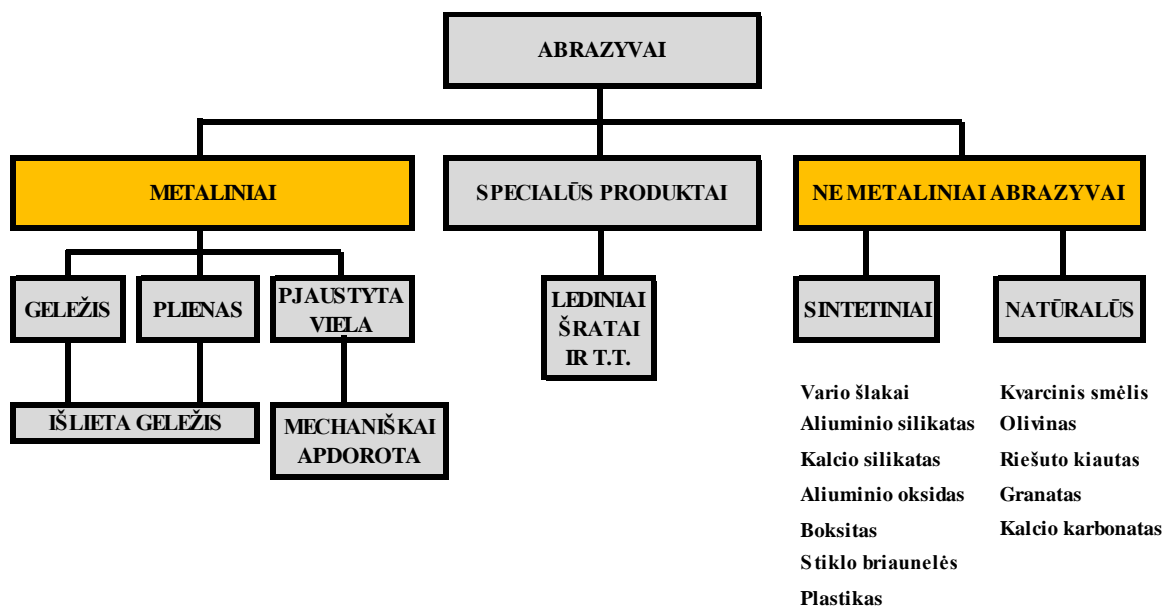 ABRAZYVAI
METALINIAI
SPECIALŪS PRODUKTAI
NE METALINIAI ABRAZYVAI
GELEŽIS
PLIENAS
PJAUSTYTA
VIELA
LEDINIAI
ŠRATAI
IR T.T.
SINTETINIAI
NATŪRALŪS
IŠLIETA GELEŽIS
MECHANIŠKAI
APDOROTA
Vario šlakai
Aliuminio silikatas
Kalcio silikatas
Aliuminio oksidas
Boksitas
Stiklo briaunelės
Plastikas
Kvarcinis smėlis
Olivinas
Riešuto kiautas
Granatas
Kalcio karbonatas